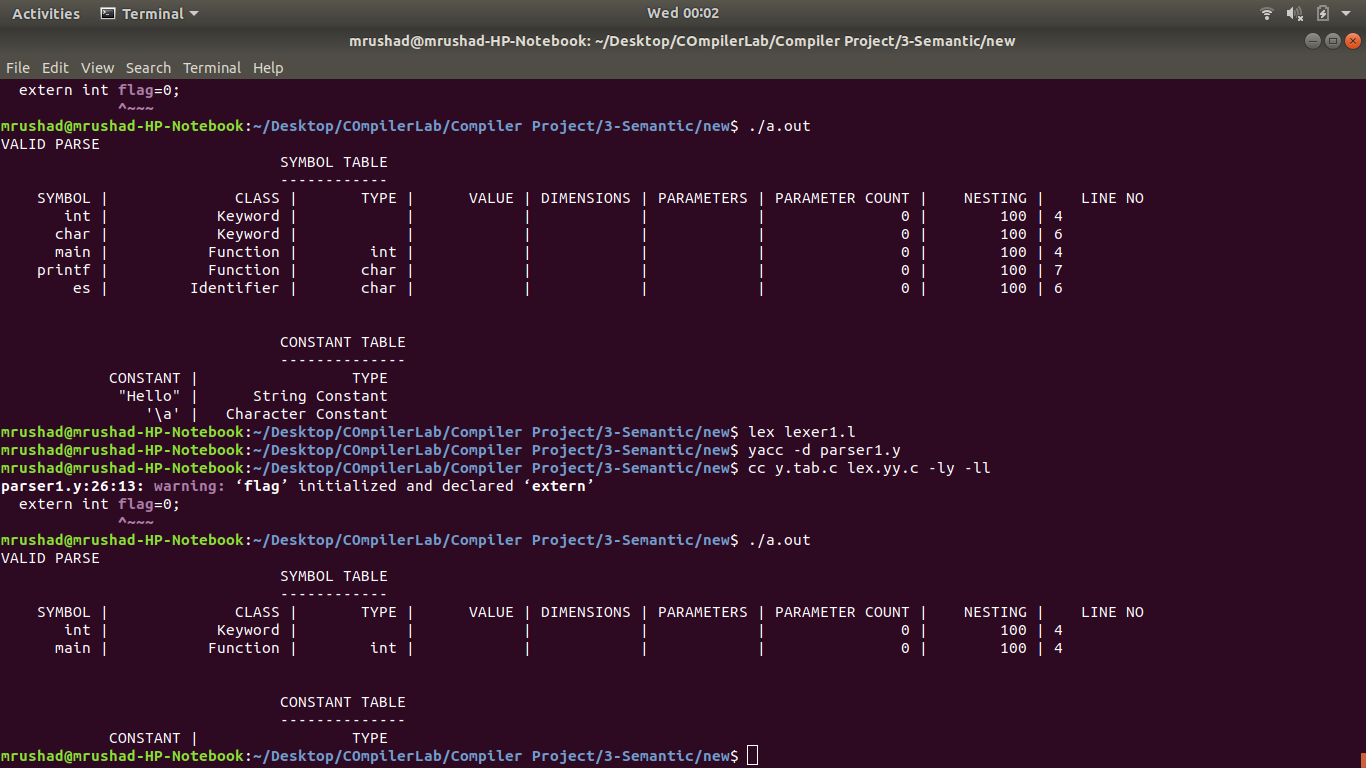 Activities Terminal Wed 00:02
mrushad@mrushad-HP-Notebook: ~/Desktop/COmpilerLab/Compiler Project/3-Semantic/new
File Edit View Search Terminal Help
  extern int flag=0;
             ^~~~
mrushad@mrushad-HP-Notebook:~/Desktop/COmpilerLab/Compiler Project/3-Semantic/new$ ./a.out
VALID PARSE
                               SYMBOL TABLE
                               ------------
    SYMBOL |              CLASS |       TYPE |      VALUE | DIMENSIONS | PARAMETERS | PARAMETER COUNT |    NESTING |    LINE NO
       int |            Keyword |            |            |            |            |               0 |        100 | 4
      char |            Keyword |            |            |            |            |               0 |        100 | 6
      main |           Function |        int |            |            |            |               0 |        100 | 4
    printf |           Function |       char |            |            |            |               0 |        100 | 7
        es |         Identifier |       char |            |            |            |               0 |        100 | 6
                               CONSTANT TABLE
                               --------------
            CONSTANT |                 TYPE
             "Hello" |      String Constant
                '\a' |   Character Constant
mrushad@mrushad-HP-Notebook:~/Desktop/COmpilerLab/Compiler Project/3-Semantic/new$ lex lexer1.l
mrushad@mrushad-HP-Notebook:~/Desktop/COmpilerLab/Compiler Project/3-Semantic/new$ yacc -d parser1.y
mrushad@mrushad-HP-Notebook:~/Desktop/COmpilerLab/Compiler Project/3-Semantic/new$ cc y.tab.c lex.yy.c -ly -ll
parser1.y:26:13: warning: ‘flag’ initialized and declared ‘extern’
  extern int flag=0;
             ^~~~
mrushad@mrushad-HP-Notebook:~/Desktop/COmpilerLab/Compiler Project/3-Semantic/new$ ./a.out
VALID PARSE
                               SYMBOL TABLE
                               ------------
    SYMBOL |              CLASS |       TYPE |      VALUE | DIMENSIONS | PARAMETERS | PARAMETER COUNT |    NESTING |    LINE NO
       int |            Keyword |            |            |            |            |               0 |        100 | 4
      main |           Function |        int |            |            |            |               0 |        100 | 4
                               CONSTANT TABLE
                               --------------
            CONSTANT |                 TYPE
mrushad@mrushad-HP-Notebook:~/Desktop/COmpilerLab/Compiler Project/3-Semantic/new$